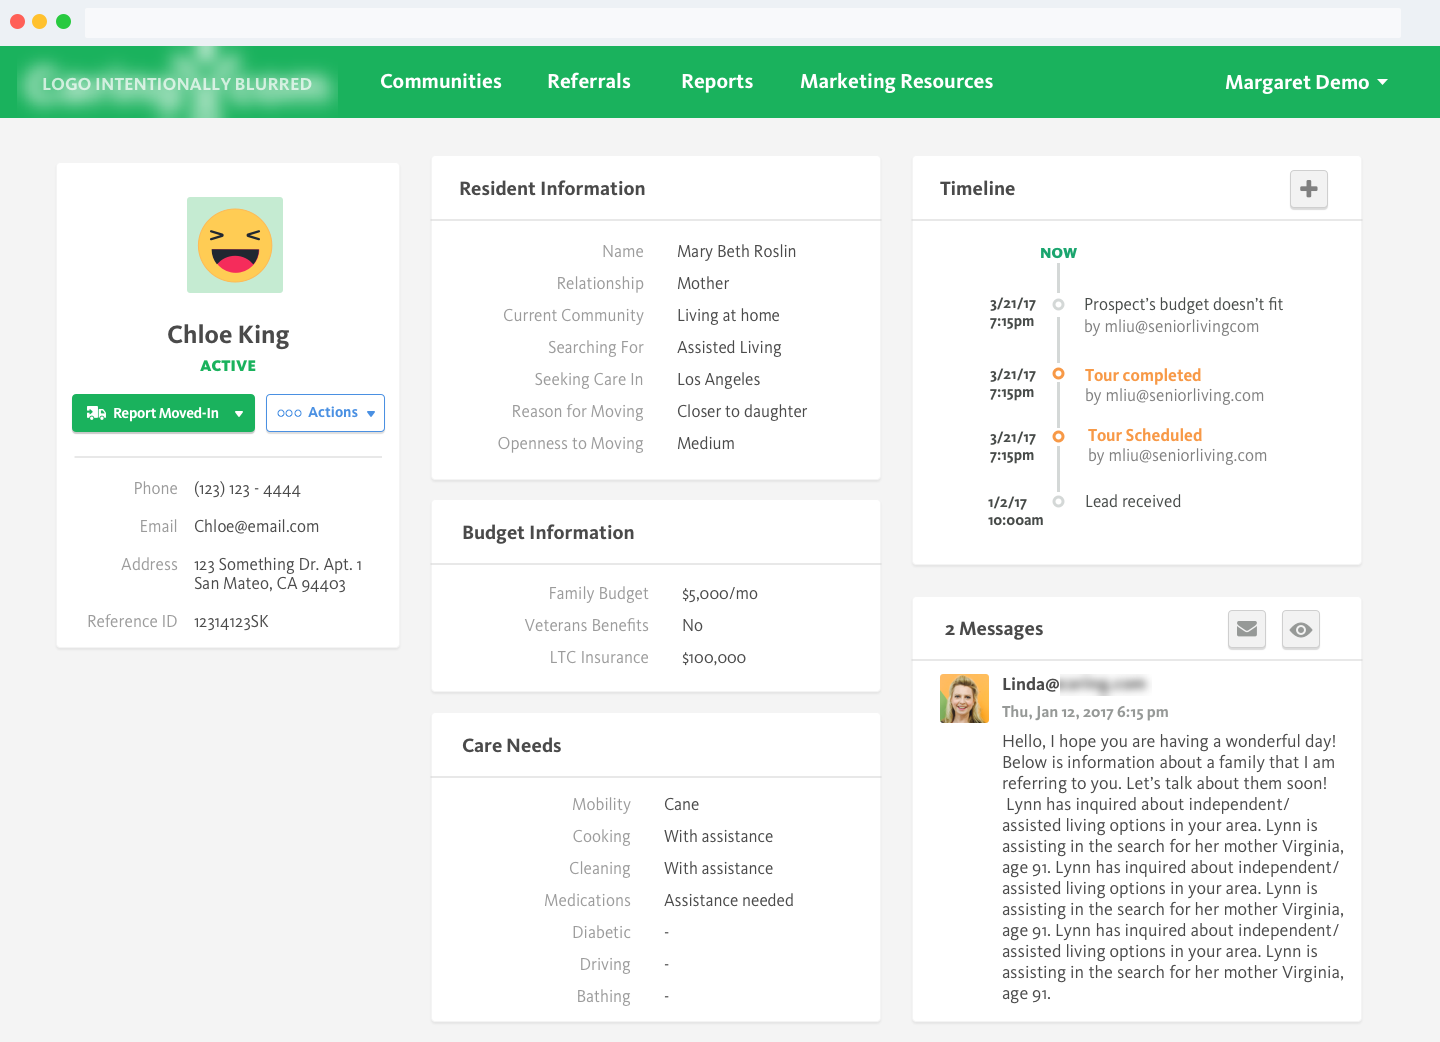 LOGO INTENTIONALLY BLURRED
Communities
Referrals
Reports
Marketing Resources
Margaret Demo
Chloe King
ACTIVE
Report Moved-In
Actions
Phone (123) 123 - 4444
Email Chloe@email.com
Address 123 Something Dr. Apt. 1
San Mateo, CA 94403
Reference ID 12314123SK
Resident Information
Name Mary Beth Roslin
Relationship Mother
Current Community Living at home
Searching For Assisted Living
Seeking Care In Los Angeles
Reason for Moving Closer to daughter
Openness to Moving Medium
Budget Information
Family Budget $5,000/mo
Veterans Benefits No
LTC Insurance $100,000
Care Needs
Mobility Cane
Cooking With assistance
Cleaning With assistance
Medications Assistance needed
Diabetic -
Driving -
Bathing -
Timeline
NOW
3/21/17 Prospect's budget doesn't fit
7:15pm by mliu@seniorlivingcom
3/21/17 Tour completed
7:15pm by mliu@seniorliving.com
3/21/17 Tour Scheduled
7:15pm by mliu@seniorliving.com
1/2/17 Lead received
10:00am
2 Messages
Linda@
Thu, Jan 12, 2017 6:15 pm
Hello, I hope you are having a wonderful day!
Below is information about a family that I am
referring to you. Let's talk about them soon!
Lynn has inquired about independent/
assisted living options in your area. Lynn is
assisting in the search for her mother Virginia,
age 91. Lynn has inquired about independent/
assisted living options in your area. Lynn is
assisting in the search for her mother Virginia,
age 91. Lynn has inquired about independent/
assisted living options in your area. Lynn is
assisting in the search for her mother Virginia,
age 91.